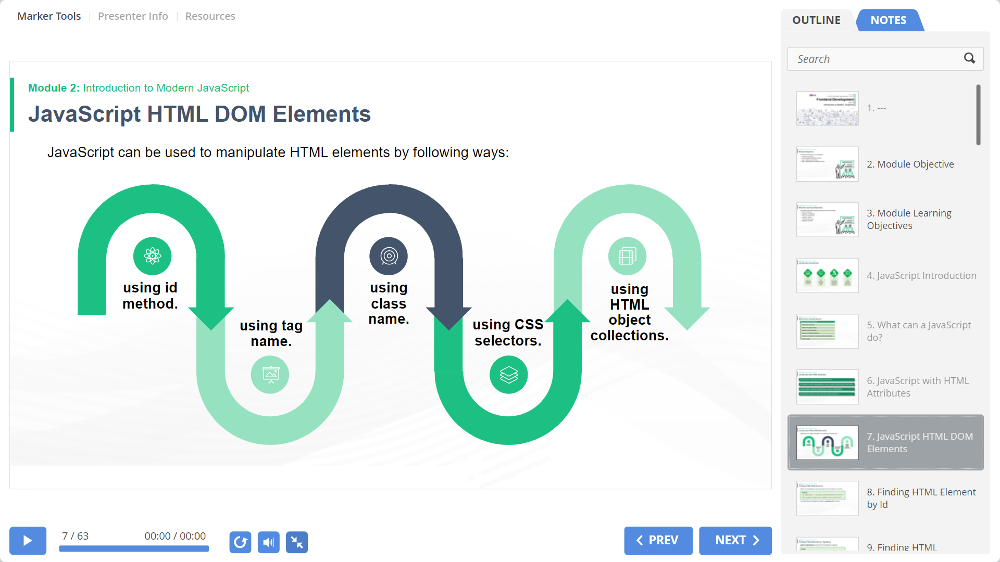 Marker Tools
Presenter Info
Resources
OUTLINE
NOTES
Search
Module 2: Introduction to Modern JavaScript
JavaScript HTML DOM Elements
JavaScript can be used to manipulate HTML elements by following ways:
using id
method.
using tag
name.
using
class
name.
using CSS
selectors.
using
HTML
object
collections.
Frontend Development
1. ---
2. Module Objective
3. Module Learning
Objectives
4. JavaScript Introduction
5. What can a JavaScript
do?
6. JavaScript with HTML
Attributes
7. JavaScript HTML DOM
Elements
8. Finding HTML Element
by Id
9. Finding HTML
7 / 63
00:00 / 00:00
PREV
NEXT